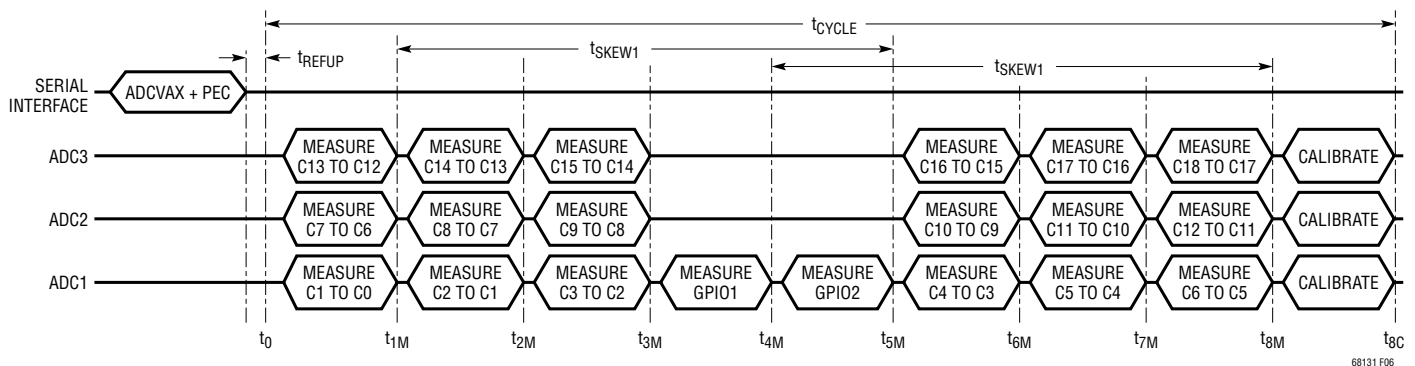 tCYCLE
tREFUP
tSKEW1
tSKEW1
SERIAL
INTERFACE
ADCVAX + PEC
ADC3
MEASURE
C13 TO C12
MEASURE
C14 TO C13
MEASURE
C15 TO C14
MEASURE
C16 TO C15
MEASURE
C17 TO C16
MEASURE
C18 TO C17
CALIBRATE
ADC2
MEASURE
C7 TO C6
MEASURE
C8 TO C7
MEASURE
C9 TO C8
MEASURE
C10 TO C9
MEASURE
C11 TO C10
MEASURE
C12 TO C11
CALIBRATE
ADC1
MEASURE
C1 TO C0
MEASURE
C2 TO C1
MEASURE
C3 TO C2
MEASURE
GPIO1
MEASURE
GPIO2
MEASURE
C4 TO C3
MEASURE
C5 TO C4
MEASURE
C6 TO C5
CALIBRATE
t0 t1M t2M t3M t4M t5M t6M t7M t8M t8C
68131 F06